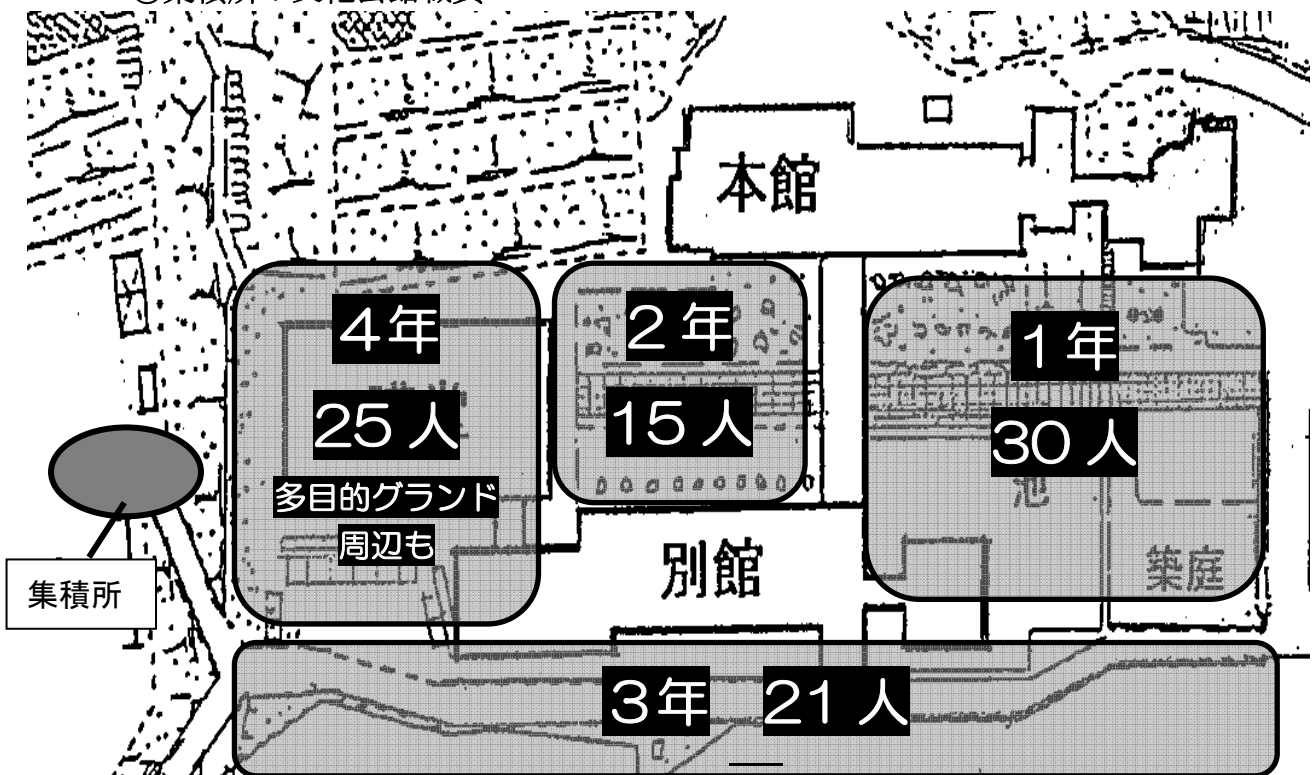 本館
4年
25人
多目的グランド
周辺も
2年
15人
1年
30人
池
築庭
別館
集積所
3年 21人